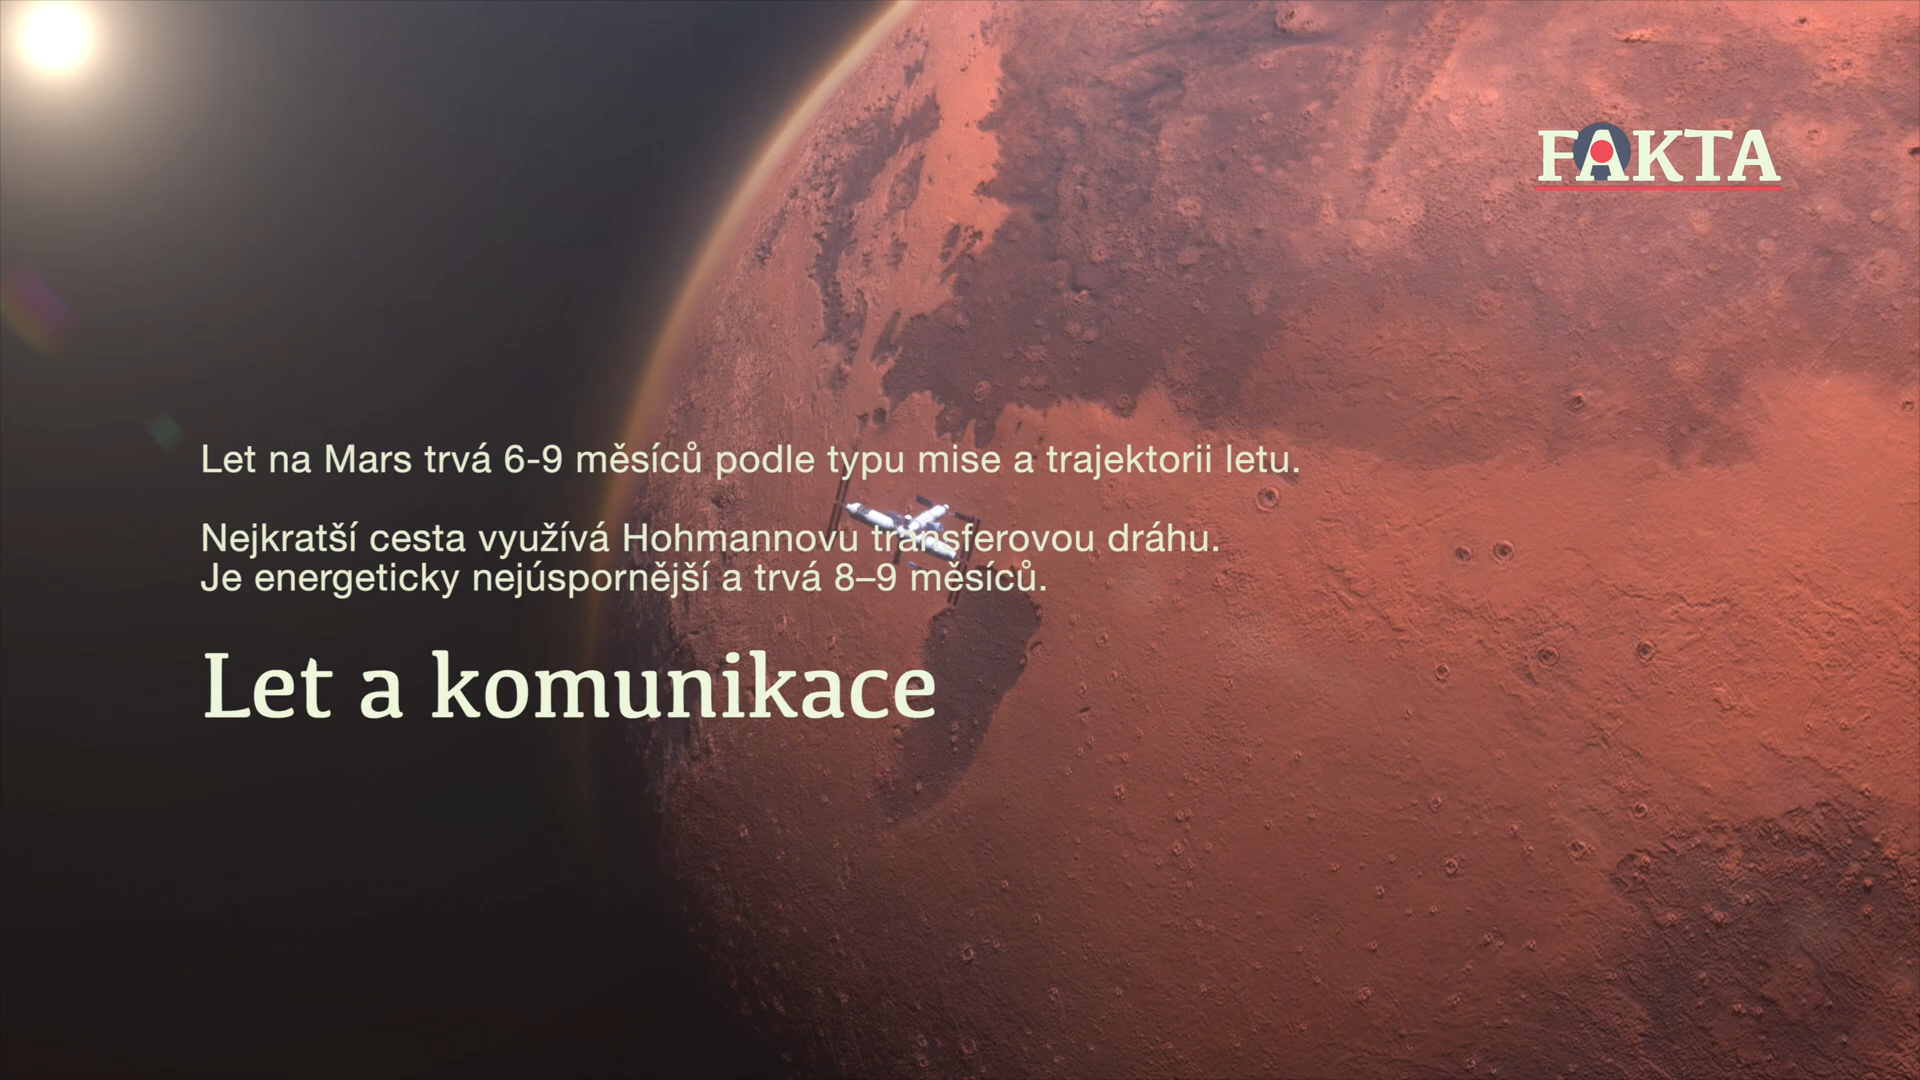 FAKTA
Let na Mars trvá 6-9 měsíců podle typu mise a trajektorii letu.
Nejkratší cesta využívá Hohmannovu transferovou dráhu.
Je energeticky nejúspornější a trvá 8–9 měsíců.
Let a komunikace